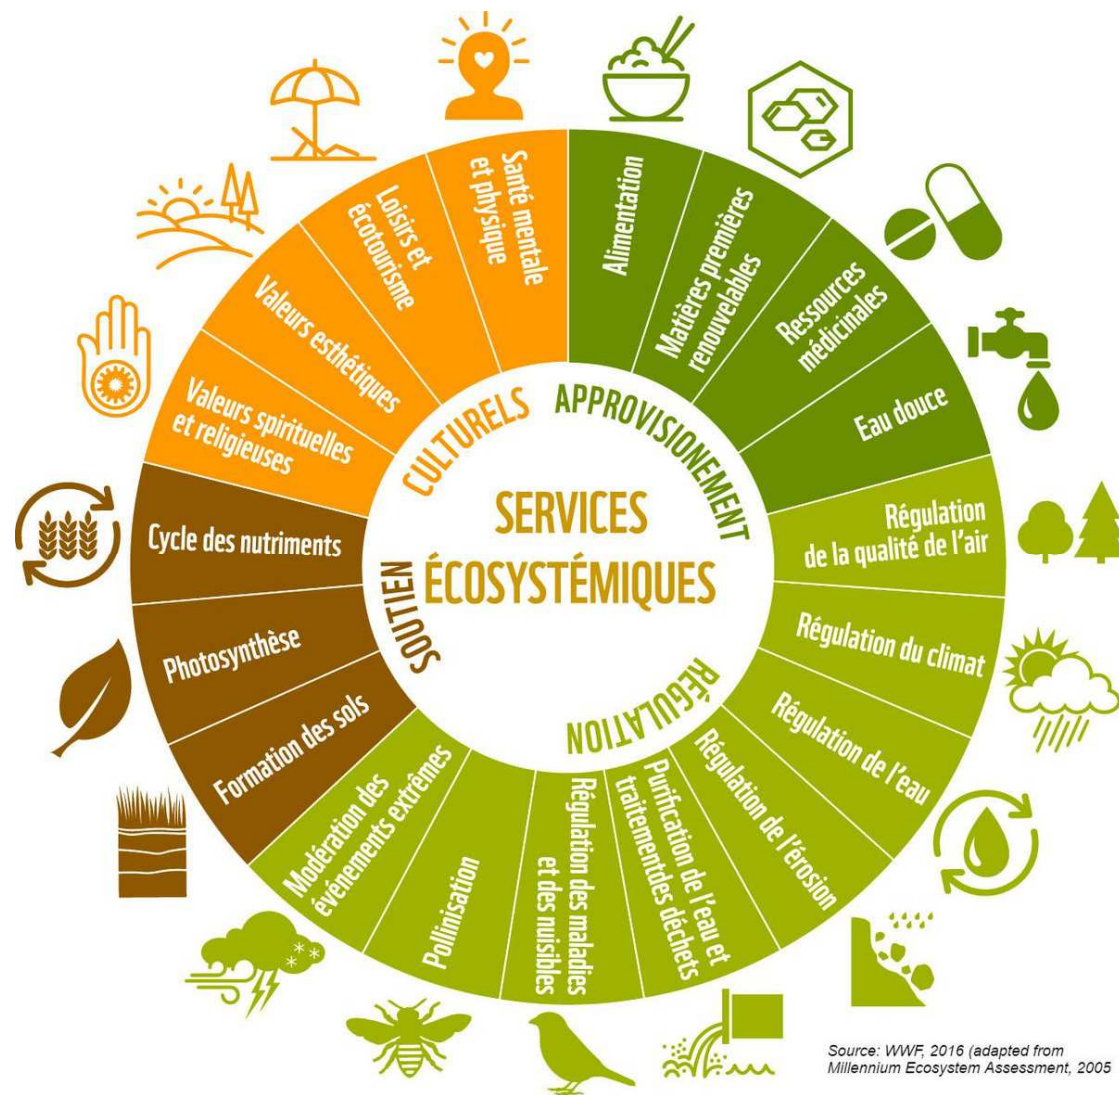 SERVICES
ÉCOSYSTÉMIQUES
APPROVISIONEMENT
Alimentation
Matières premières
renouvelables
Ressources
médicinales
Eau douce
RÉGULATION
Régulation
de la qualité de l'air
Régulation du climat
Régulation de l'eau
Régulation de l'érosion
Purification de l'eau et
traitementdes déchets
Régulation des maladies
et des nuisibles
Pollinisation
Modération des
événements extrêmes
SOUTIEN
Formation des sols
Photosynthèse
Cycle des nutriments
CULTURELS
Valeurs spirituelles
et religieuses
Valeurs esthétiques
Loisirs et
écotourisme
Santé mentale
et physique
Source: WWF, 2016 (adapted from
Millennium Ecosystem Assessment, 2005